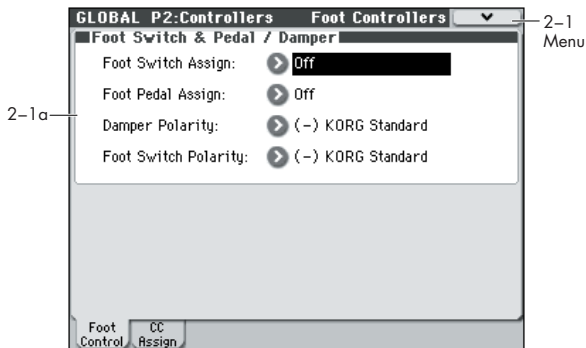 GLOBAL P2:Controllers Foot Controllers
2–1
Menu
Foot Switch & Pedal / Damper
Foot Switch Assign: Off
Foot Pedal Assign: Off
2–1a
Damper Polarity: (-) KORG Standard
Foot Switch Polarity: (-) KORG Standard
Foot Control
CC Assign